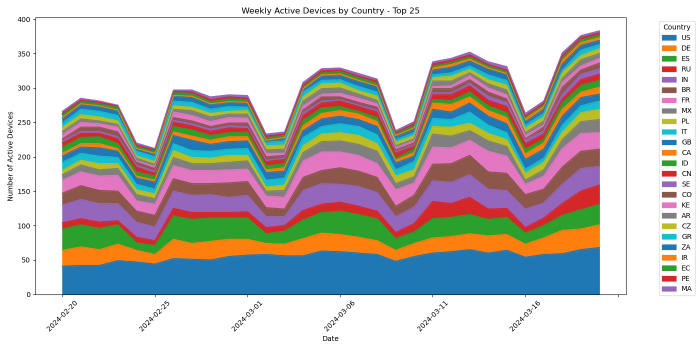 Weekly Active Devices by Country - Top 25
Number of Active Devices
400
350
300
250
200
150
100
50
0
2024-02-20
2024-02-25
2024-03-01
2024-03-06
2024-03-11
2024-03-16
Date
Country
US
DE
ES
RU
IN
BR
FR
MX
PL
IT
GB
CA
ID
CN
SE
CO
KE
AR
CZ
GR
ZA
IR
EC
PE
MA